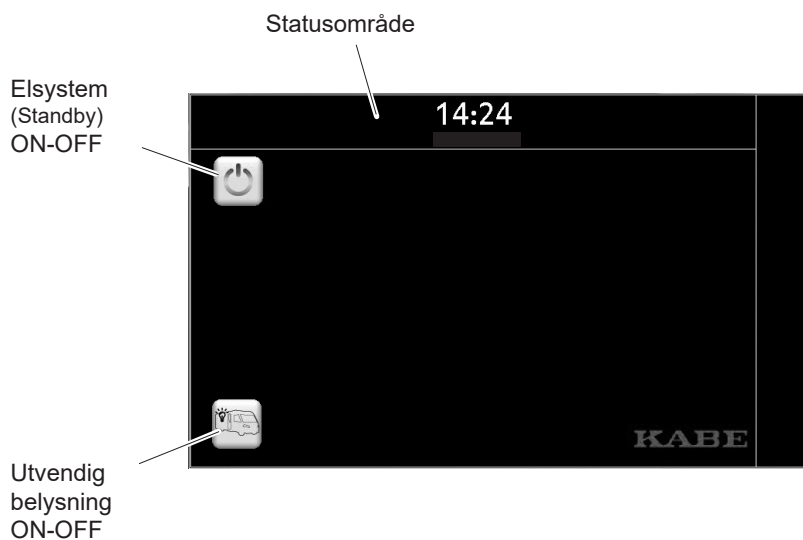 Statusområde
Elsystem
(Standby)
ON-OFF
14:24
KABE
Utvendig
belysning
ON-OFF